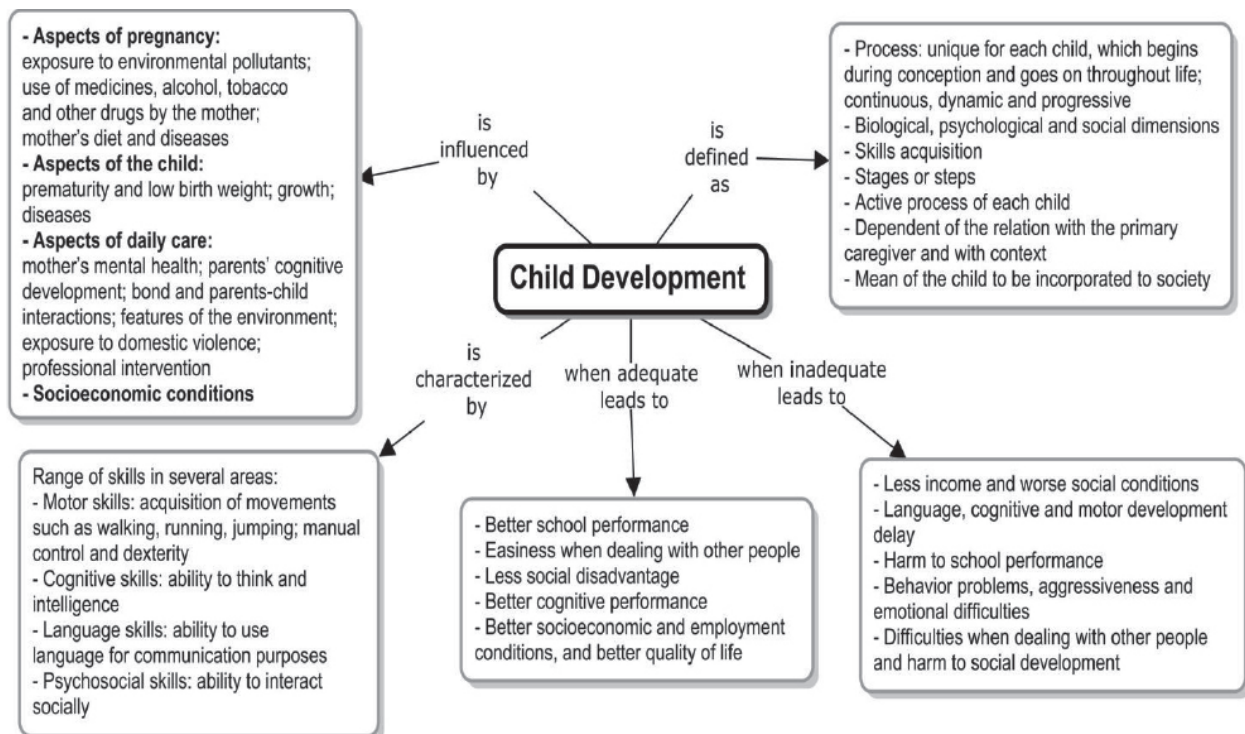 - Aspects of pregnancy:
exposure to environmental pollutants;
use of medicines, alcohol, tobacco
and other drugs by the mother;
mother's diet and diseases
- Aspects of the child:
prematurity and low birth weight; growth;
diseases
- Aspects of daily care:
mother's mental health; parents' cognitive
development; bond and parents-child
interactions; features of the environment;
exposure to domestic violence;
professional intervention
- Socioeconomic conditions
is
influenced
by
is
defined
as
- Process: unique for each child, which begins
during conception and goes on throughout life;
continuous, dynamic and progressive
- Biological, psychological and social dimensions
- Skills acquisition
- Stages or steps
- Active process of each child
- Dependent of the relation with the primary
caregiver and with context
- Mean of the child to be incorporated to society
Child Development
is
characterized
by
when adequate
leads to
when inadequate
leads to
Range of skills in several areas:
- Motor skills: acquisition of movements
such as walking, running, jumping; manual
control and dexterity
- Cognitive skills: ability to think and
intelligence
- Language skills: ability to use
language for communication purposes
- Psychosocial skills: ability to interact
socially
- Better school performance
- Easiness when dealing with other people
- Less social disadvantage
- Better cognitive performance
- Better socioeconomic and employment
conditions, and better quality of life
- Less income and worse social conditions
- Language, cognitive and motor development
delay
- Harm to school performance
- Behavior problems, aggressiveness and
emotional difficulties
- Difficulties when dealing with other people
and harm to social development